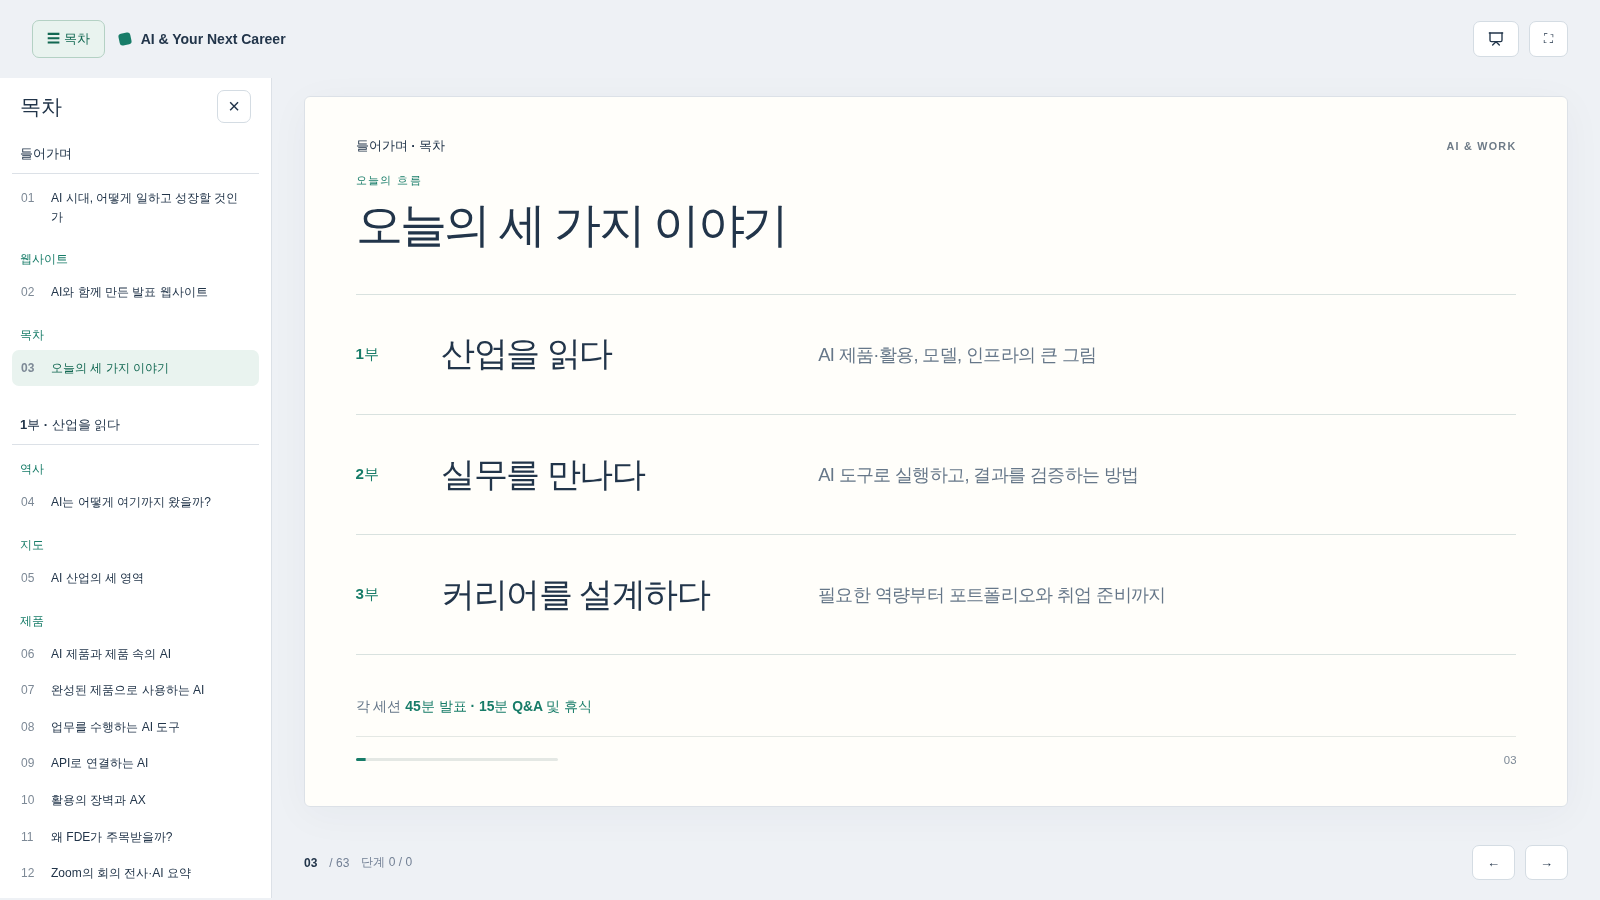 ☰ 목차
AI & Your Next Career
목차
들어가며
01 AI 시대, 어떻게 일하고 성장할 것인
가
웹사이트
02 AI와 함께 만든 발표 웹사이트
목차
03 오늘의 세 가지 이야기
1부 · 산업을 읽다
역사
04 AI는 어떻게 여기까지 왔을까?
지도
05 AI 산업의 세 영역
제품
06 AI 제품과 제품 속의 AI
07 완성된 제품으로 사용하는 AI
08 업무를 수행하는 AI 도구
09 API로 연결하는 AI
10 활용의 장벽과 AX
11 왜 FDE가 주목받을까?
12 Zoom의 회의 전사·AI 요약
들어가며 · 목차
AI & WORK
오늘의 흐름
오늘의 세 가지 이야기
1부 산업을 읽다 AI 제품·활용, 모델, 인프라의 큰 그림
2부 실무를 만나다 AI 도구로 실행하고, 결과를 검증하는 방법
3부 커리어를 설계하다 필요한 역량부터 포트폴리오와 취업 준비까지
각 세션 45분 발표 · 15분 Q&A 및 휴식
03
03 / 63 단계 0 / 0
← →